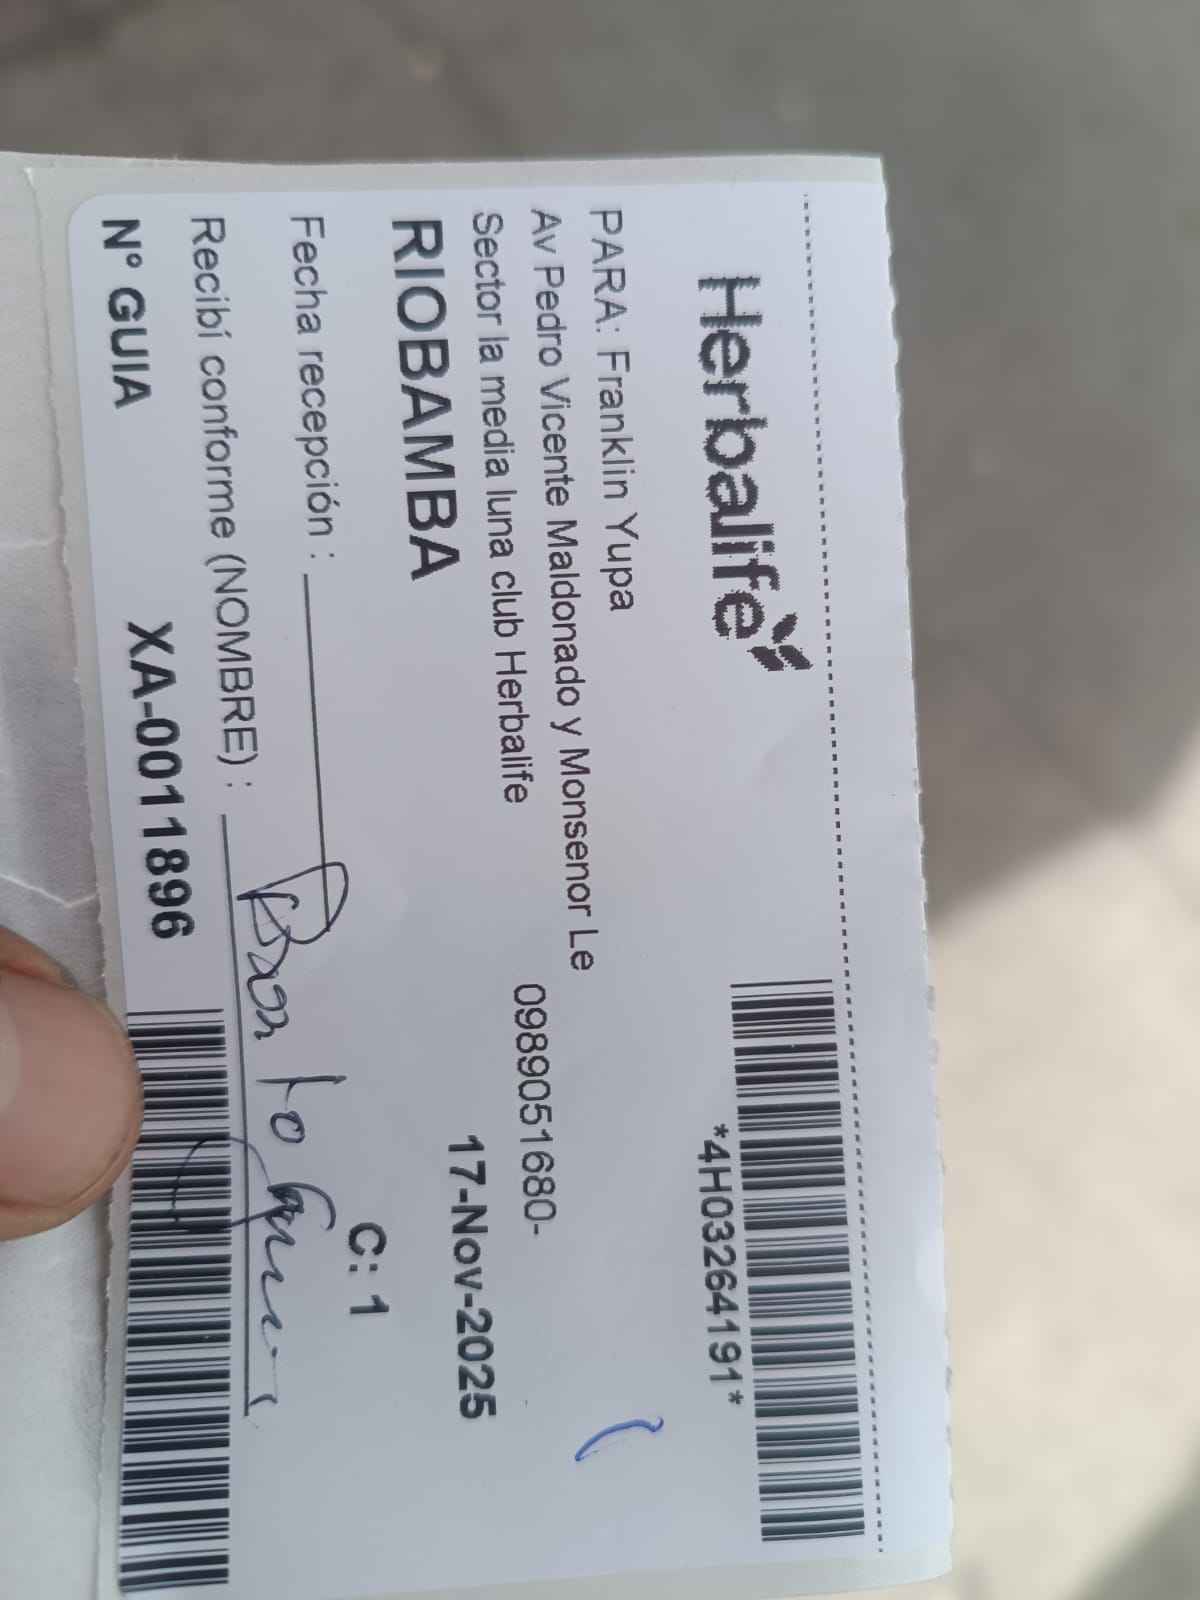 Herbalife
*4H03264191*
PARA: Franklin Yupa
Av Pedro Vicente Maldonado y Monsenor Le
Sector la media luna club Herbalife
0989051680-
RIOBAMBA
17-Nov-2025
Fecha recepción :
C: 1
Recibí conforme (NOMBRE) :
N° GUIA XA-0011896